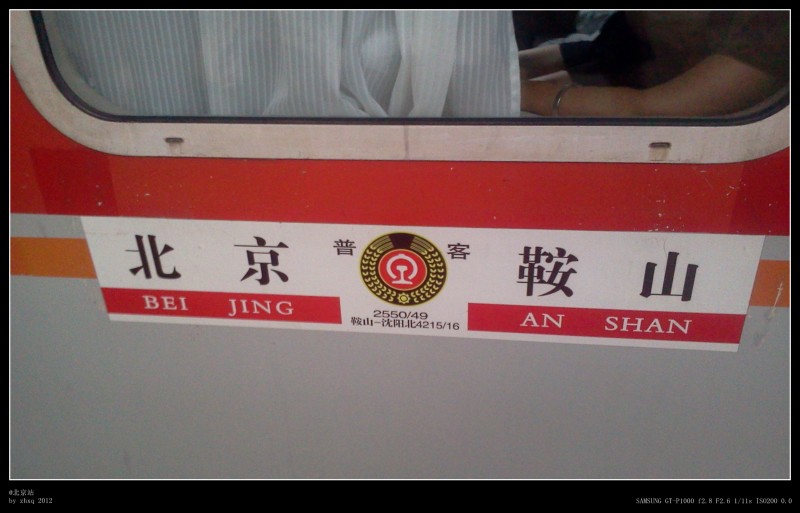 北京 普 客 鞍山
BEI JING
AN SHAN
2550/49
鞍山-沈阳北4215/16
@北京站
by zhxq 2012
SAMSUNG GT-P1000 f2.8 F2.6 1/11s ISO200 0.0